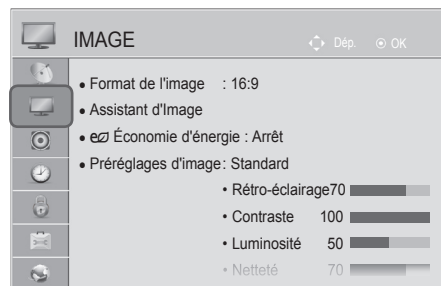 IMAGE
Dép. OK
• Format de l'image : 16:9
• Assistant d'Image
• Économie d'énergie : Arrêt
• Préréglages d'image: Standard
• Rétro-éclairage70
• Contraste 100
• Luminosité 50
• Netteté 70